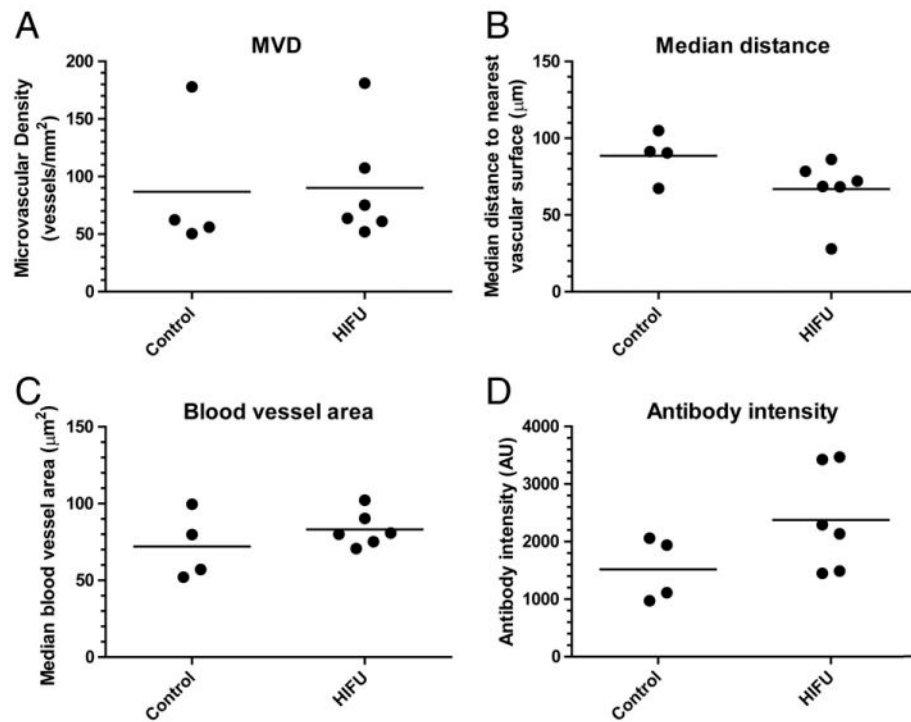 A
MVD
Microvascular Density
(vessels/mm²)
200
150
100
50
0
Control
HIFU
B
Median distance
Median distance to nearest
vascular surface (μm)
150
100
50
0
Control
HIFU
C
Blood vessel area
Median blood vessel area (μm²)
150
100
50
0
Control
HIFU
D
Antibody intensity
Antibody intensity (AU)
4000
3000
2000
1000
0
Control
HIFU